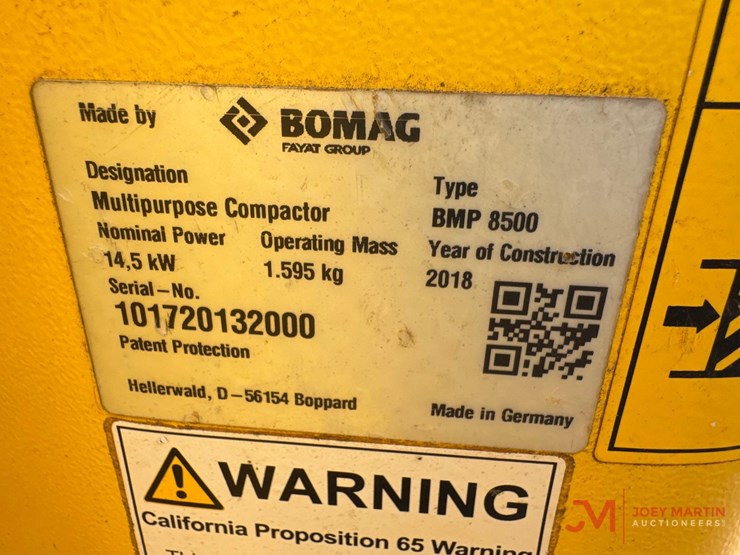 Made by
BOMAG
FAYAT GROUP
Designation
Multipurpose Compactor
Type
BMP 8500
Nominal Power
14,5 kW
Operating Mass
1.595 kg
Year of Construction
2018
Serial-No.
101720132000
Patent Protection
Hellerwald, D-56154 Boppard
Made in Germany
WARNING
California Proposition 65 Warning
JM
JOEY MARTIN
AUCTIONEERS